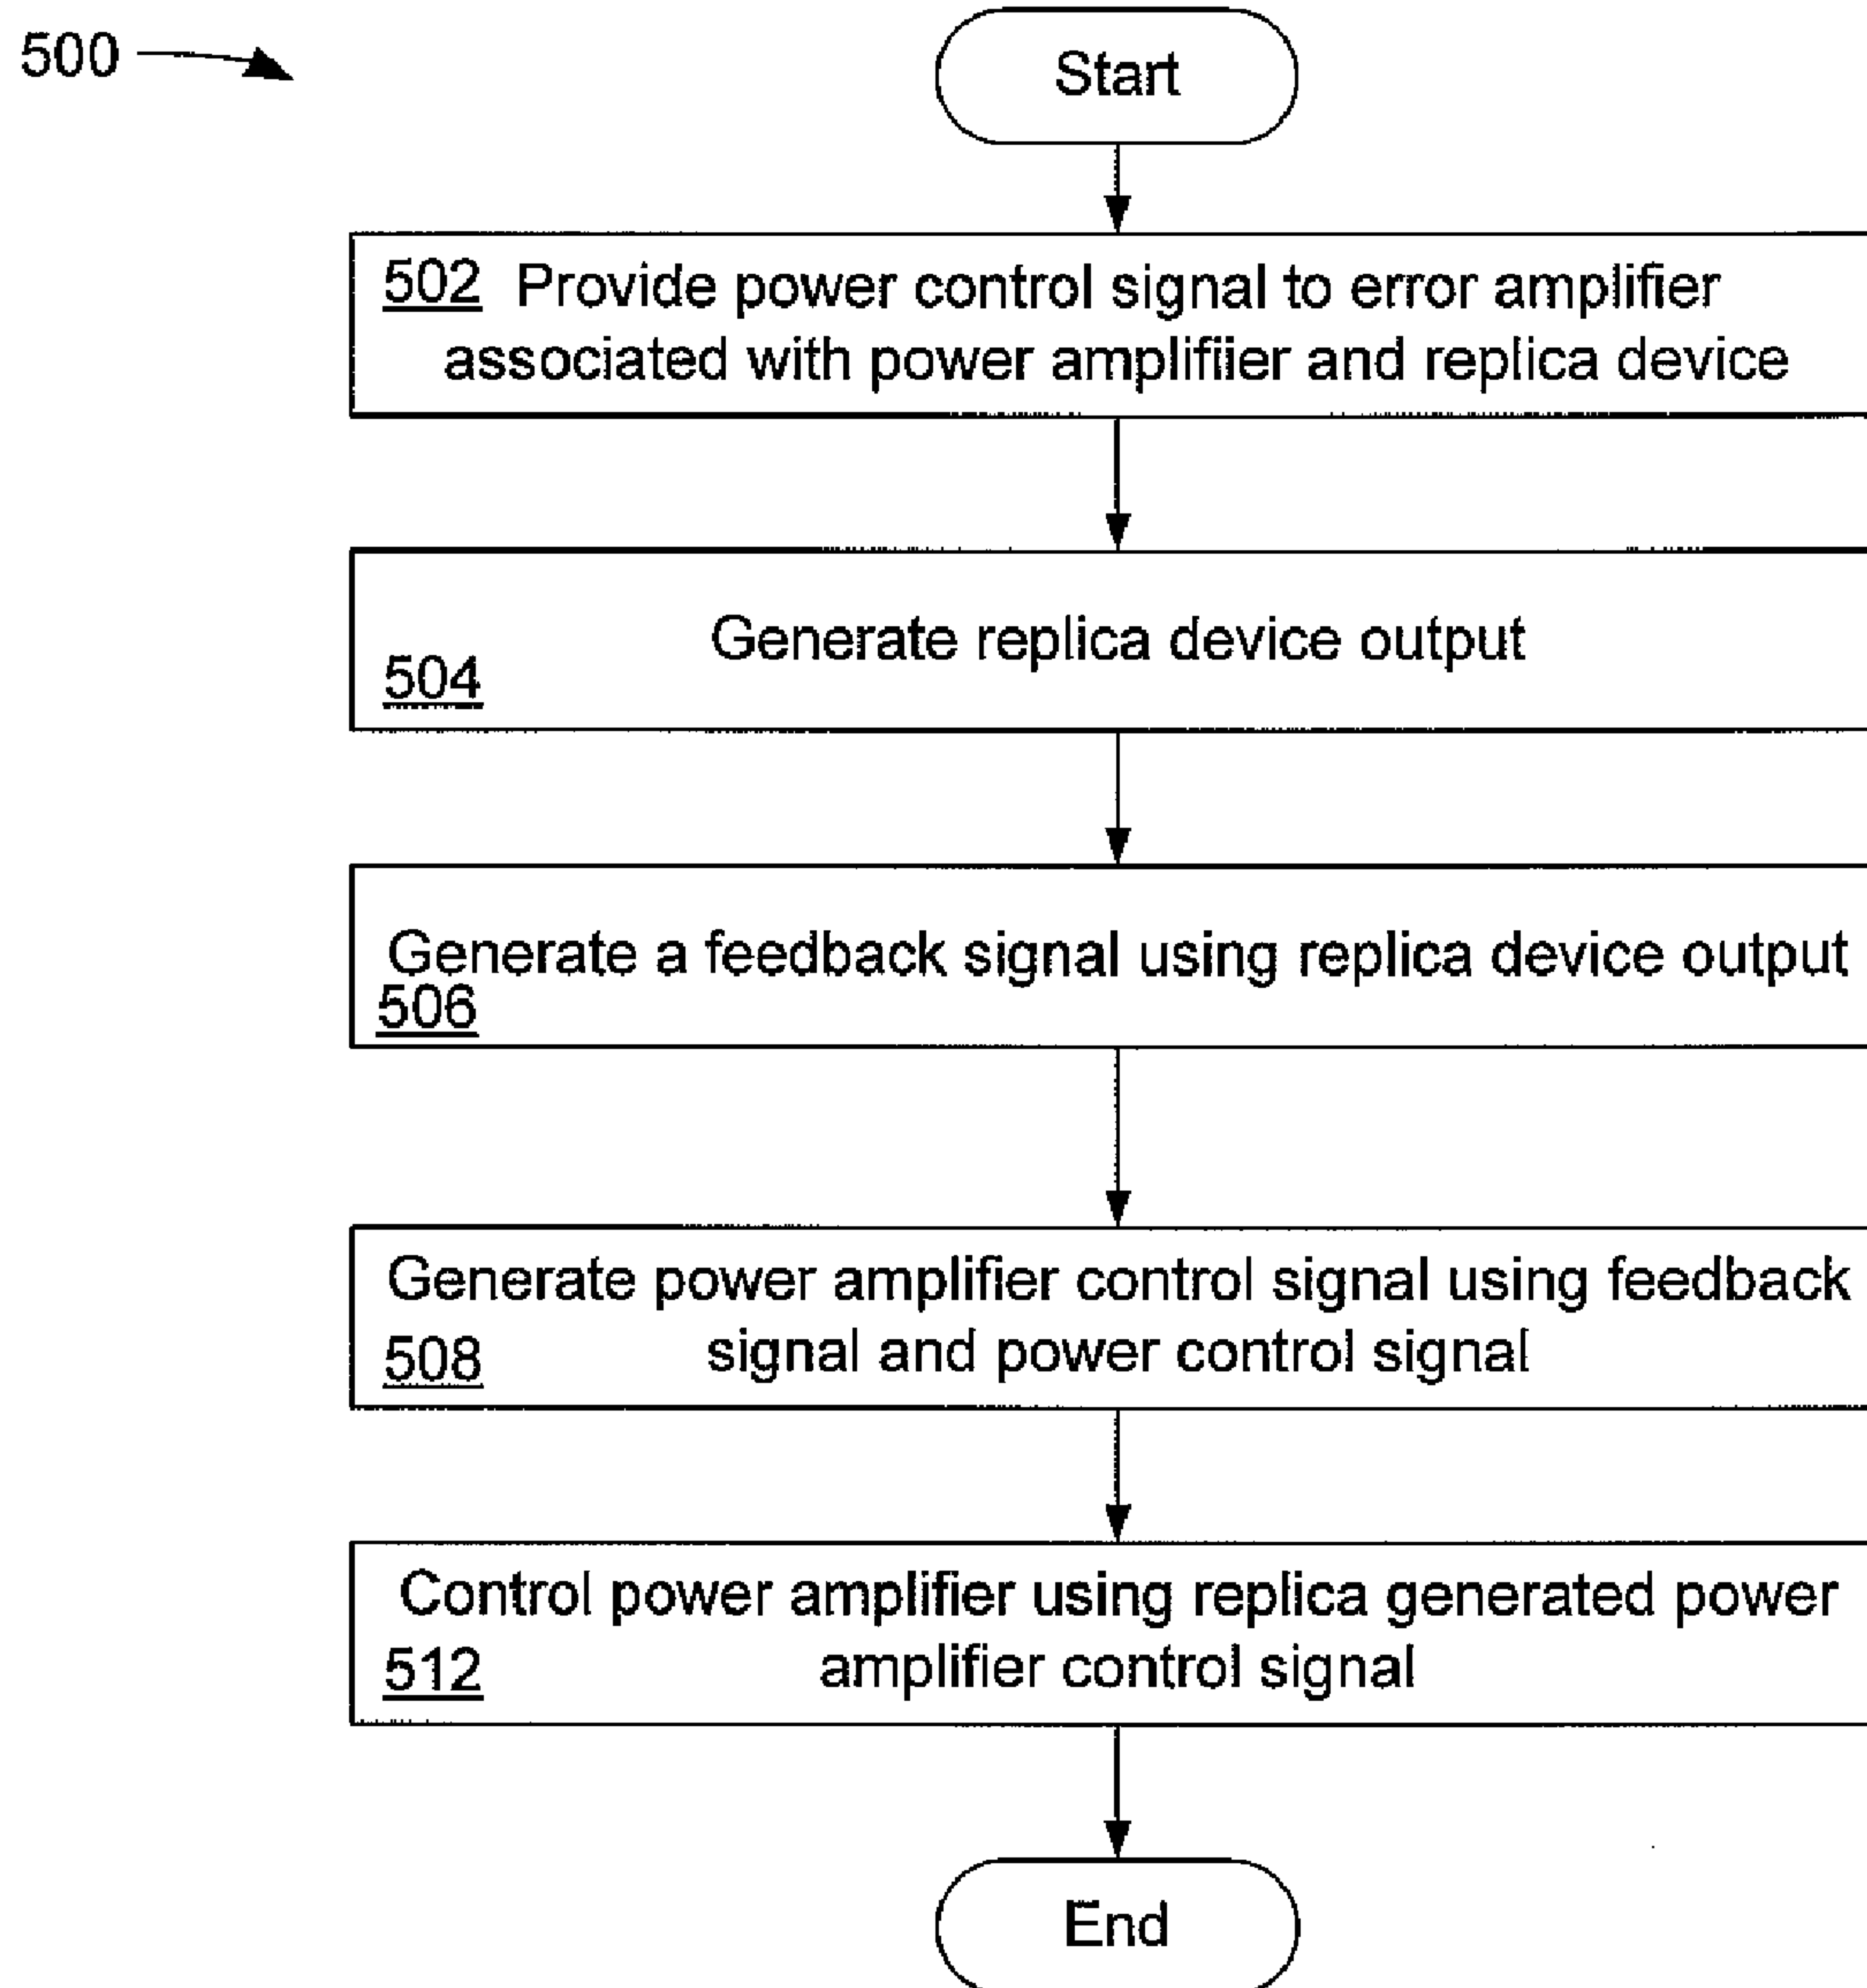 500
Start
502 Provide power control signal to error amplifier
associated with power amplifiier and replica device
Generate replica device output
504
Generate a feedback signal using replica device output
506
Generate power amplifier control signal using feedback
508 signal and power control signal
Control power amplifier using replica generated power
512 amplifier control signal
End